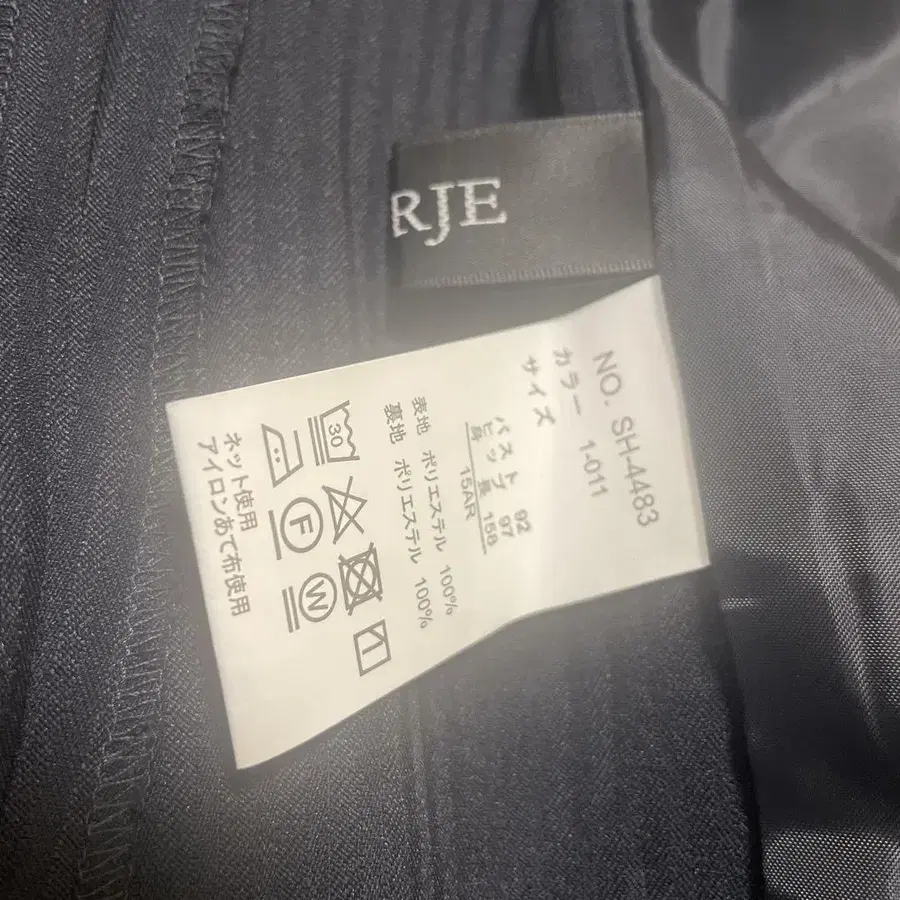 RJE
NO. SH-4483
カラー 1-011
サイズ
バスト 92
ヒップ 97
身長 158
15AR
表地 ポリエステル 100%
裏地 ポリエステル 100%
30
F
W
ネット使用
アイロンあて布使用